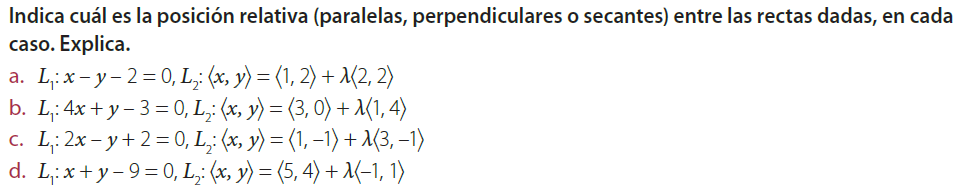 Indica cuál es la posición relativa (paralelas, perpendiculares o secantes) entre las rectas dadas, en cada
caso. Explica.
a. L₁: x – y – 2 = 0, L₂: ⟨x, y⟩ = ⟨1, 2⟩ + λ⟨2, 2⟩
b. L₁: 4x + y – 3 = 0, L₂: ⟨x, y⟩ = ⟨3, 0⟩ + λ⟨1, 4⟩
c. L₁: 2x – y + 2 = 0, L₂: ⟨x, y⟩ = ⟨1, –1⟩ + λ⟨3, –1⟩
d. L₁: x + y – 9 = 0, L₂: ⟨x, y⟩ = ⟨5, 4⟩ + λ⟨–1, 1⟩